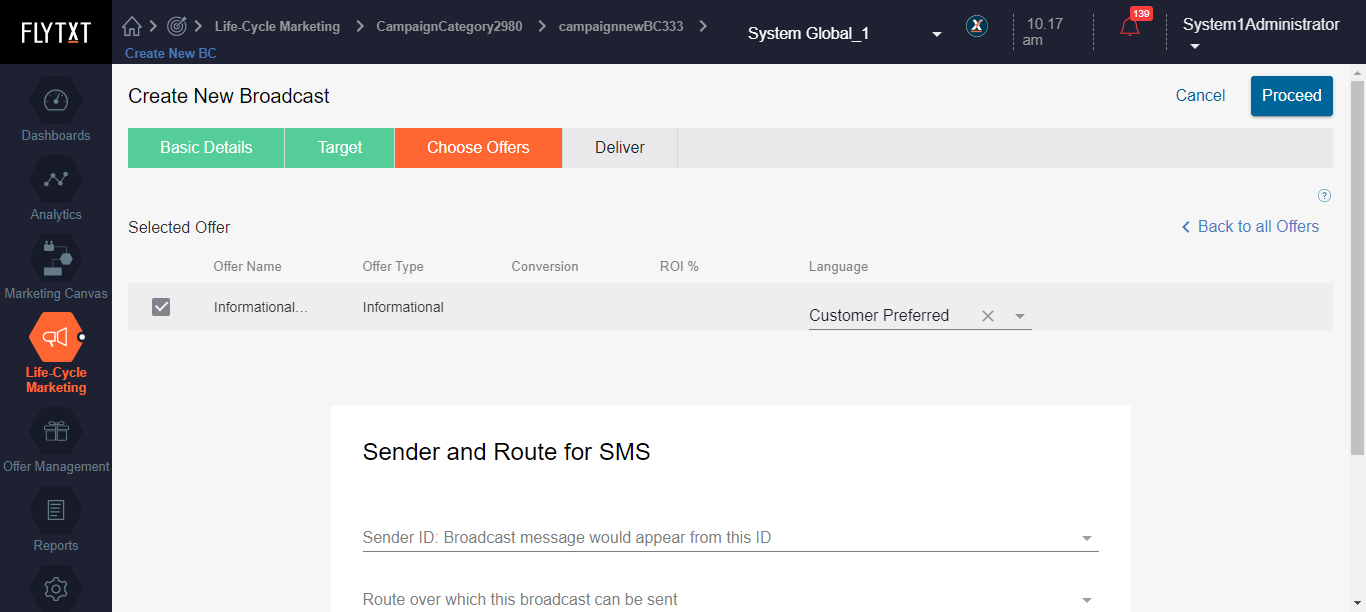 FLYTXT
Life-Cycle Marketing
CampaignCategory2980
campaignnewBC333
Create New BC
System Global_1
X
10.17
am
139
System1Administrator
Dashboards
Analytics
Marketing Canvas
Life-Cycle
Marketing
Offer Management
Reports
Create New Broadcast
Cancel
Proceed
Basic Details
Target
Choose Offers
Deliver
?
Selected Offer
Back to all Offers
Offer Name Offer Type Conversion ROI % Language
Informational… Informational Customer Preferred
Sender and Route for SMS
Sender ID: Broadcast message would appear from this ID
Route over which this broadcast can be sent